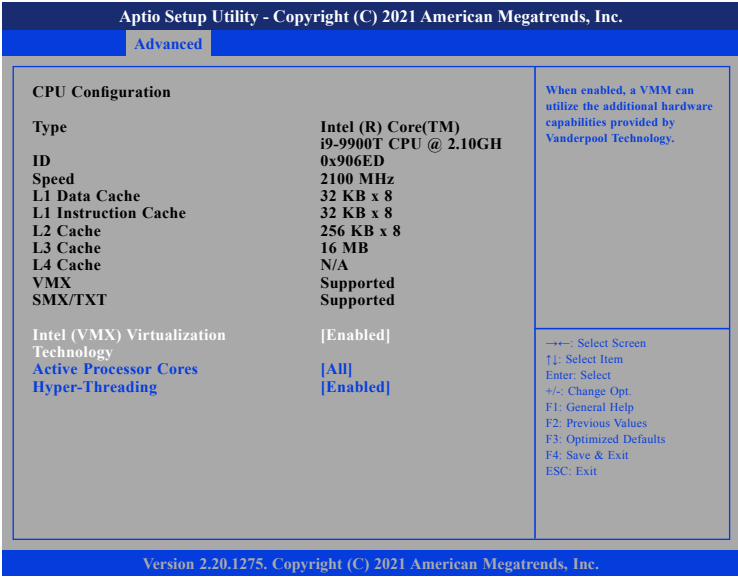 Aptio Setup Utility - Copyright (C) 2021 American Megatrends, Inc.
Advanced
CPU Configuration
Type Intel (R) Core(TM)
i9-9900T CPU @ 2.10GH
ID 0x906ED
Speed 2100 MHz
L1 Data Cache 32 KB x 8
L1 Instruction Cache 32 KB x 8
L2 Cache 256 KB x 8
L3 Cache 16 MB
L4 Cache N/A
VMX Supported
SMX/TXT Supported
Intel (VMX) Virtualization [Enabled]
Technology
Active Processor Cores [All]
Hyper-Threading [Enabled]
When enabled, a VMM can
utilize the additional hardware
capabilities provided by
Vanderpool Technology.
→←: Select Screen
↑↓: Select Item
Enter: Select
+/-: Change Opt.
F1: General Help
F2: Previous Values
F3: Optimized Defaults
F4: Save & Exit
ESC: Exit
Version 2.20.1275. Copyright (C) 2021 American Megatrends, Inc.